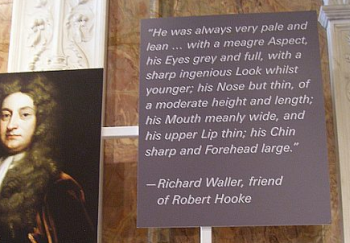 "He was always very pale and
lean ... with a meagre Aspect,
his Eyes grey and full, with a
sharp ingenious Look whilst
younger; his Nose but thin, of
a moderate height and length;
his Mouth meanly wide, and
his upper Lip thin; his Chin
sharp and Forehead large."
—Richard Waller, friend
of Robert Hooke